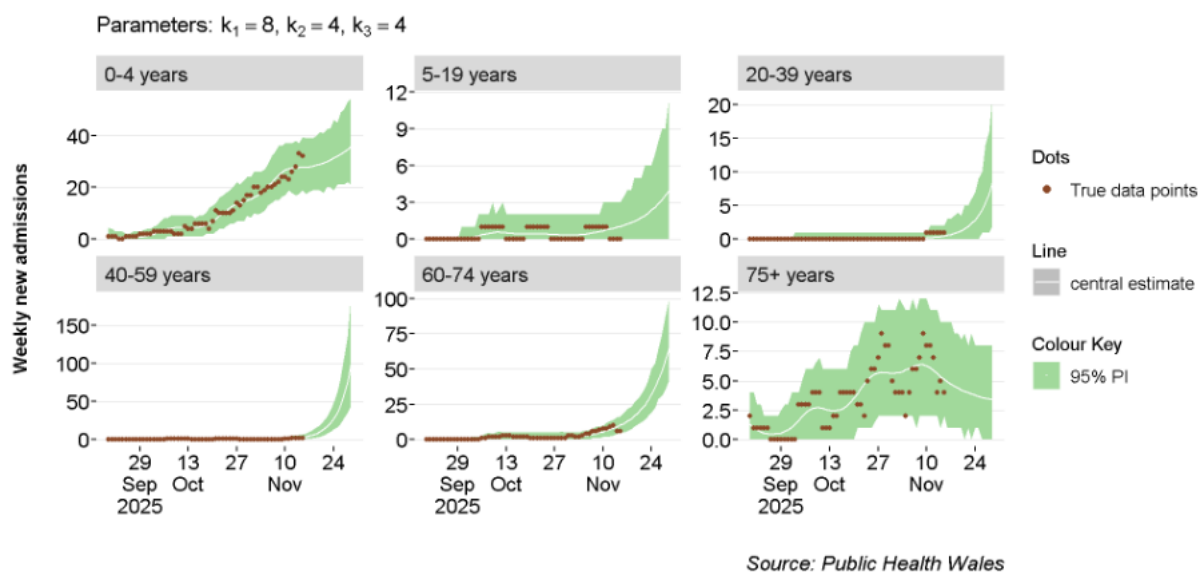 Parameters: k₁ = 8, k₂ = 4, k₃ = 4
0-4 years
5-19 years
20-39 years
40
20
0
12
9
6
3
0
20
15
10
5
0
40-59 years
60-74 years
75+ years
150
100
50
0
100
75
50
25
0
12.5
10.0
7.5
5.0
2.5
0.0
29 13 27 10 24
Sep Oct Nov
2025
29 13 27 10 24
Sep Oct Nov
2025
29 13 27 10 24
Sep Oct Nov
2025
Weekly new admissions
Dots
True data points
Line
central estimate
Colour Key
95% PI
Source: Public Health Wales